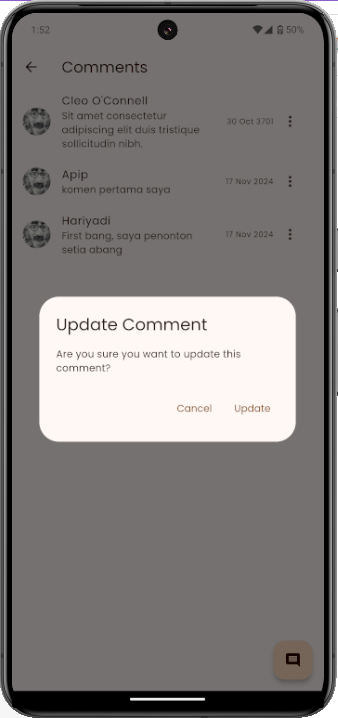 1:52
50%
Comments
Cleo O'Connell
Sit amet consectetur
adipiscing elit duis tristique
sollicitudin nibh.
30 Oct 3701
Apip
komen pertama saya
17 Nov 2024
Hariyadi
First bang, saya penonton
setia abang
17 Nov 2024
Update Comment
Are you sure you want to update this
comment?
Cancel
Update